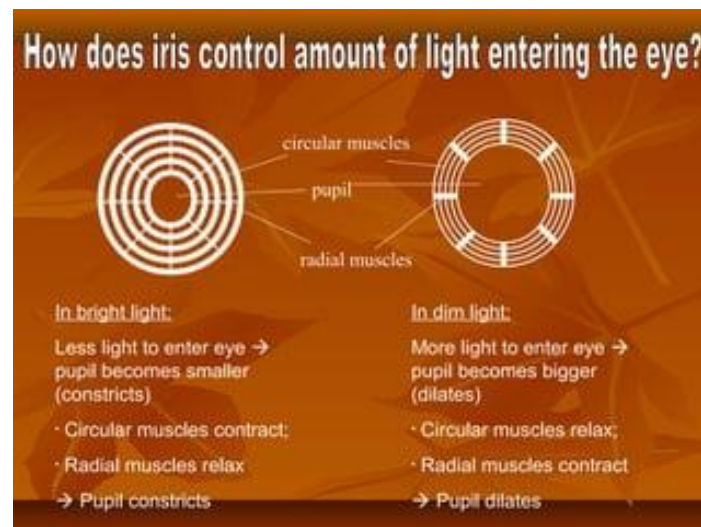 How does iris control amount of light entering the eye?
circular muscles
pupil
radial muscles
In bright light:
Less light to enter eye →
pupil becomes smaller
(constricts)
· Circular muscles contract;
· Radial muscles relax
→ Pupil constricts
In dim light:
More light to enter eye →
pupil becomes bigger
(dilates)
· Circular muscles relax;
· Radial muscles contract
→ Pupil dilates